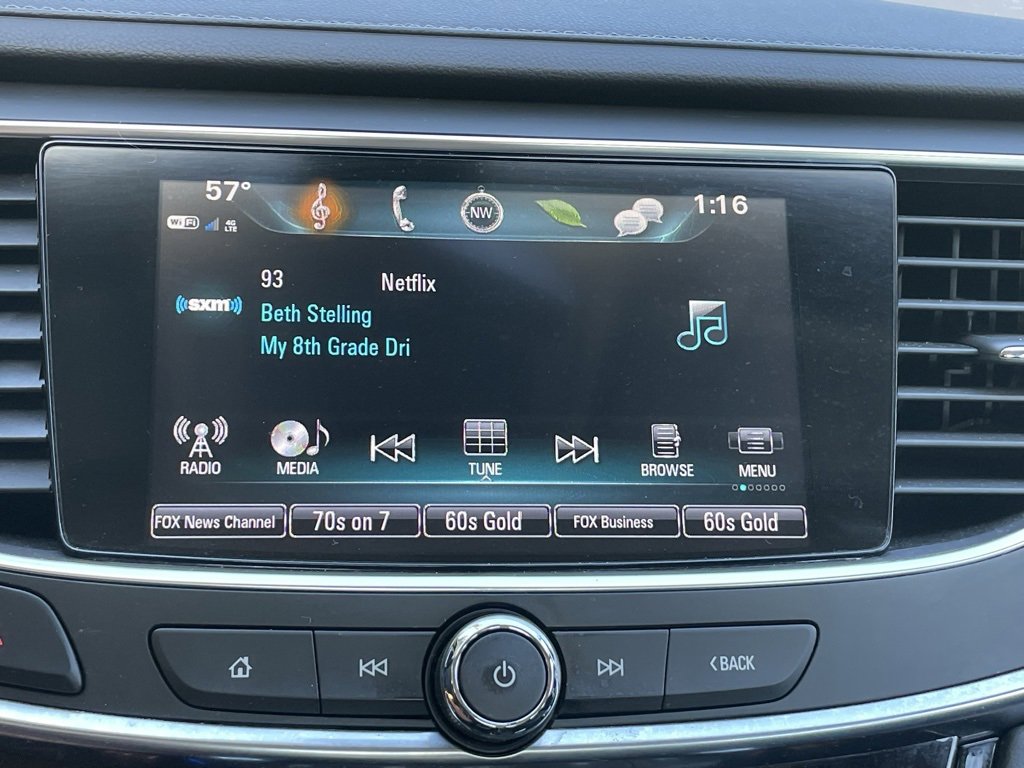 57° 1:16
WiFi 4G LTE
NW
93 Netflix
((sxm))
Beth Stelling
My 8th Grade Dri
RADIO MEDIA TUNE BROWSE MENU
FOX News Channel 70s on 7 60s Gold FOX Business 60s Gold
<BACK